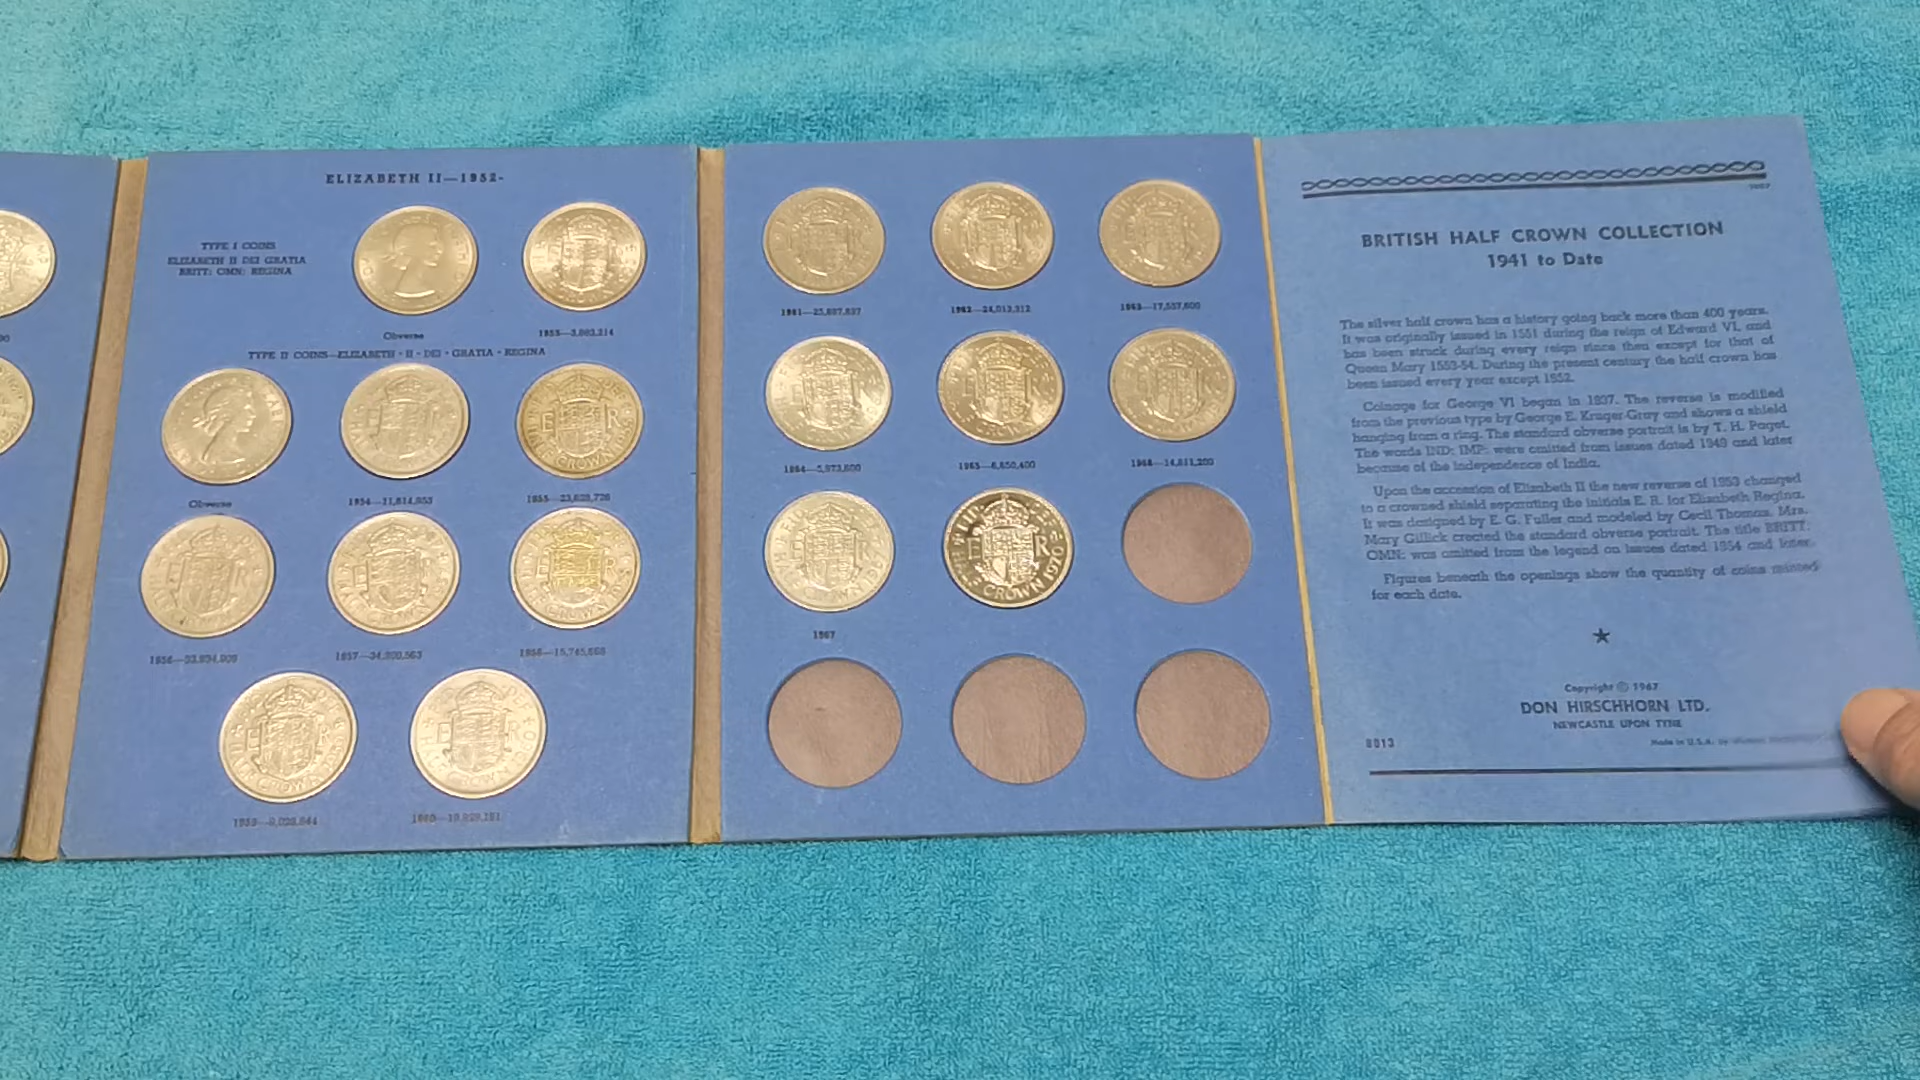 ELIZABETH II—1952-
TYPE I COINS
ELIZABETH II DEI GRATIA
BRITT: OMN: REGINA
Obverse
1953—3,883,214
TYPE II COINS—ELIZABETH · II · DEI · GRATIA · REGINA
Obverse
1954—11,614,953
1955—23,628,726
1956—33,934,909
1957—34,200,563
1958—15,745,668
1959—9,028,844
1960—19,929,191
1961—25,887,897
1962—24,013,312
1963—17,557,600
1964—5,973,600
1965—6,850,400
1966—14,811,200
1967
CROWN 1970
BRITISH HALF CROWN COLLECTION
1941 to Date
The silver half crown has a history going back more than 400 years.
It was originally issued in 1551 during the reign of Edward VI, and
has been struck during every reign since then except for that of
Queen Mary 1553-54. During the present century the half crown has
been issued every year except 1952.
Coinage for George VI began in 1937. The reverse is modified
from the previous type by George E. Kruger-Gray and shows a shield
hanging from a ring. The standard obverse portrait is by T. H. Paget.
The words IND: IMP: were omitted from issues dated 1949 and later
because of the independence of India.
Upon the accession of Elizabeth II the new reverse of 1953 changed
to a crowned shield separating the initials E. R. for Elizabeth Regina.
It was designed by E. G. Fuller and modeled by Cecil Thomas. Mrs.
Mary Gillick created the standard obverse portrait. The title BRITT:
OMN: was omitted from the legend on issues dated 1954 and later.
Figures beneath the openings show the quantity of coins minted
for each date.
Copyright © 1967
DON HIRSCHHORN LTD.
NEWCASTLE UPON TYNE
8013
Made in U.S.A. by